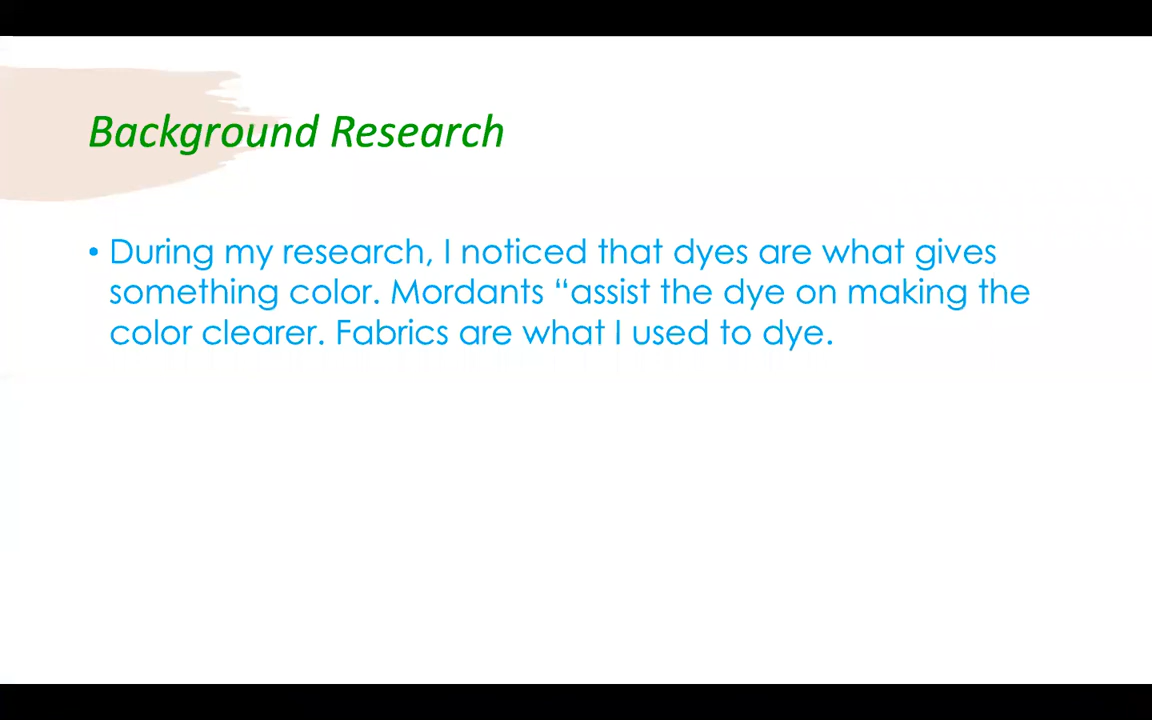 Background Research
• During my research, I noticed that dyes are what gives
something color. Mordants “assist the dye on making the
color clearer. Fabrics are what I used to dye.